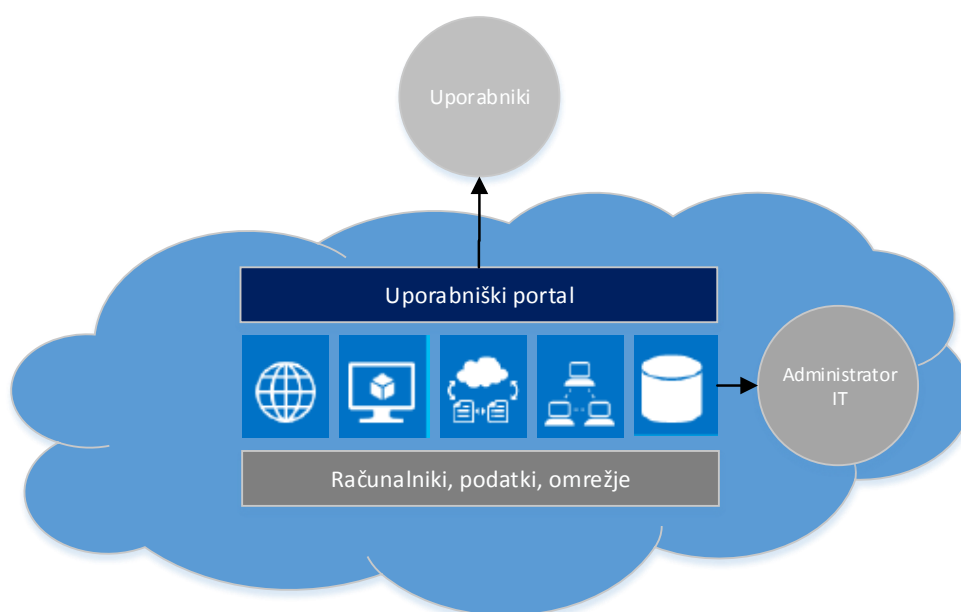 Uporabniki
Uporabniški portal
Administrator
IT
Računalniki, podatki, omrežje